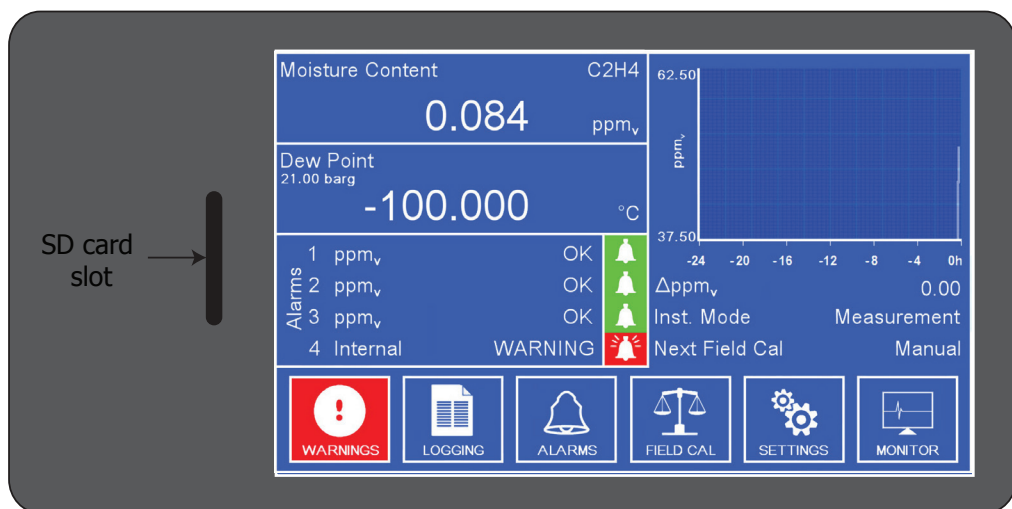 SD card
slot
Moisture Content C2H4
0.084 ppmᵥ
Dew Point
21.00 barg
-100.000 °C
Alarms
1 ppmᵥ OK
2 ppmᵥ OK
3 ppmᵥ OK
4 Internal WARNING
62.50
ppmᵥ
37.50
-24 -20 -16 -12 -8 -4 0h
Δppmᵥ 0.00
Inst. Mode Measurement
Next Field Cal Manual
WARNINGS LOGGING ALARMS FIELD CAL SETTINGS MONITOR